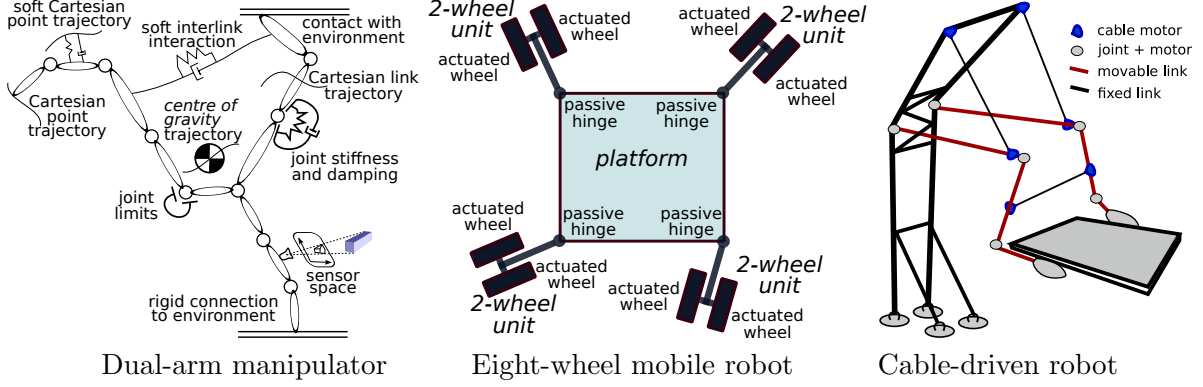 soft Cartesian
point trajectory
soft interlink
interaction
contact with
environment
Cartesian link
trajectory
Cartesian
point
trajectory
centre of
gravity
trajectory
joint stiffness
and damping
joint
limits
sensor
space
rigid connection
to environment
Dual-arm manipulator
2-wheel
unit
actuated
wheel
actuated
wheel
actuated
wheel
2-wheel
unit
actuated
wheel
passive
hinge
passive
hinge
platform
passive
hinge
passive
hinge
actuated
wheel
actuated
wheel
2-wheel
unit
actuated
wheel
2-wheel
unit
actuated
wheel
Eight-wheel mobile robot
cable motor
joint + motor
movable link
fixed link
Cable-driven robot